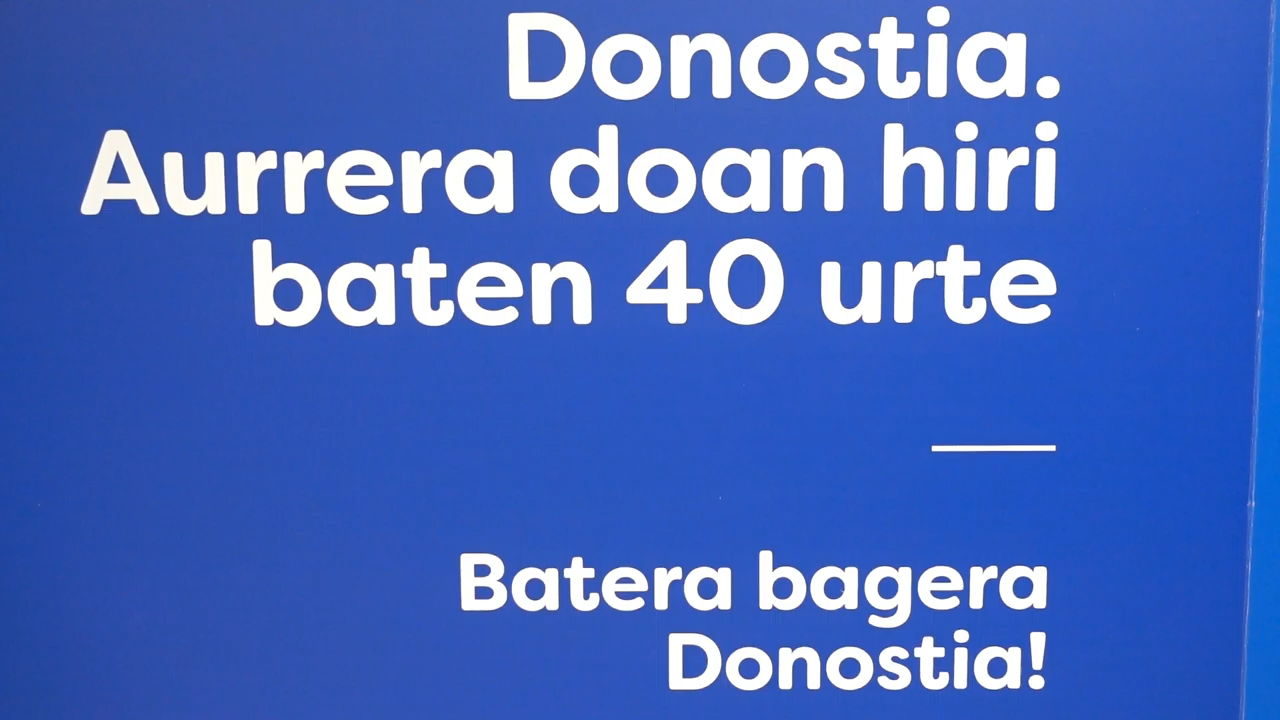 Donostia.
Aurrera doan hiri
baten 40 urte
Batera bagera
Donostia!